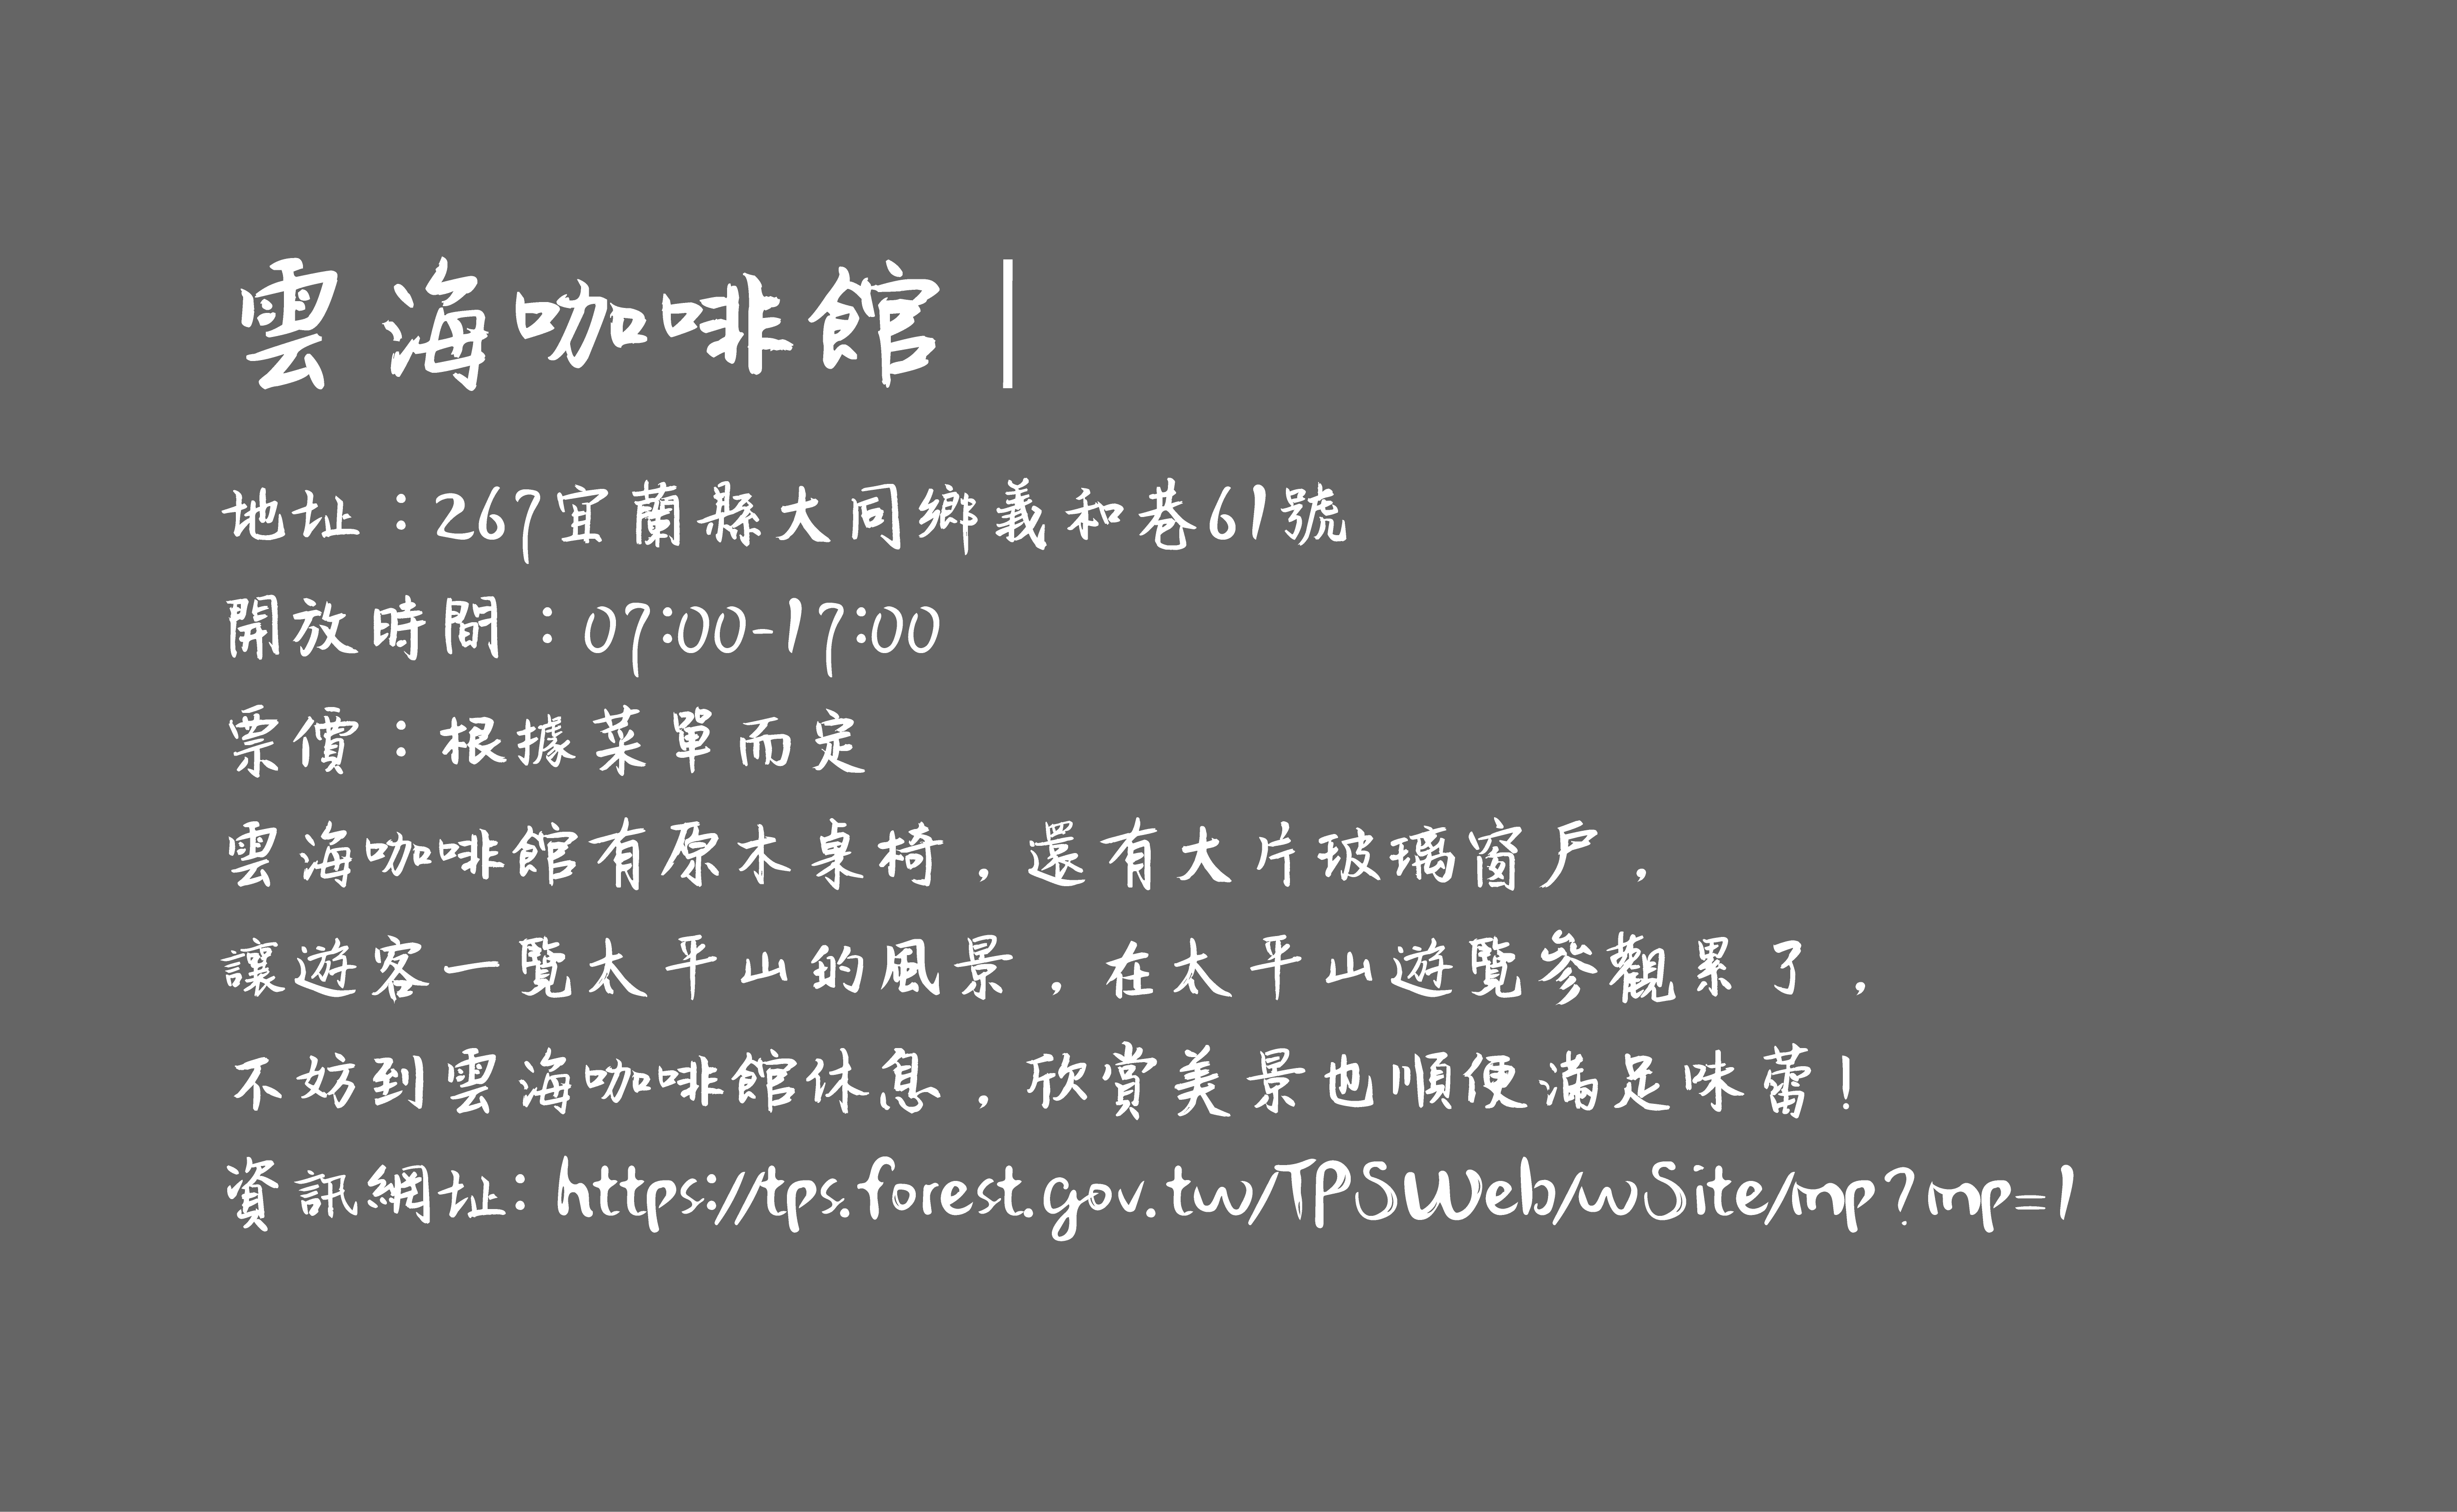 雲海咖啡館｜
地址：267宜蘭縣大同鄉義和巷61號
開放時間：07:00-17:00
票價：根據菜單而定
雲海咖啡館有原木桌椅，還有大片玻璃窗戶，
讓遊客一覽太平山的風景，在太平山遊覽參觀累了，
不妨到雲海咖啡館休息，欣賞美景也順便滿足味蕾！
資訊網址：https://tps.forest.gov.tw/TPSWeb/wSite/mp?mp=1